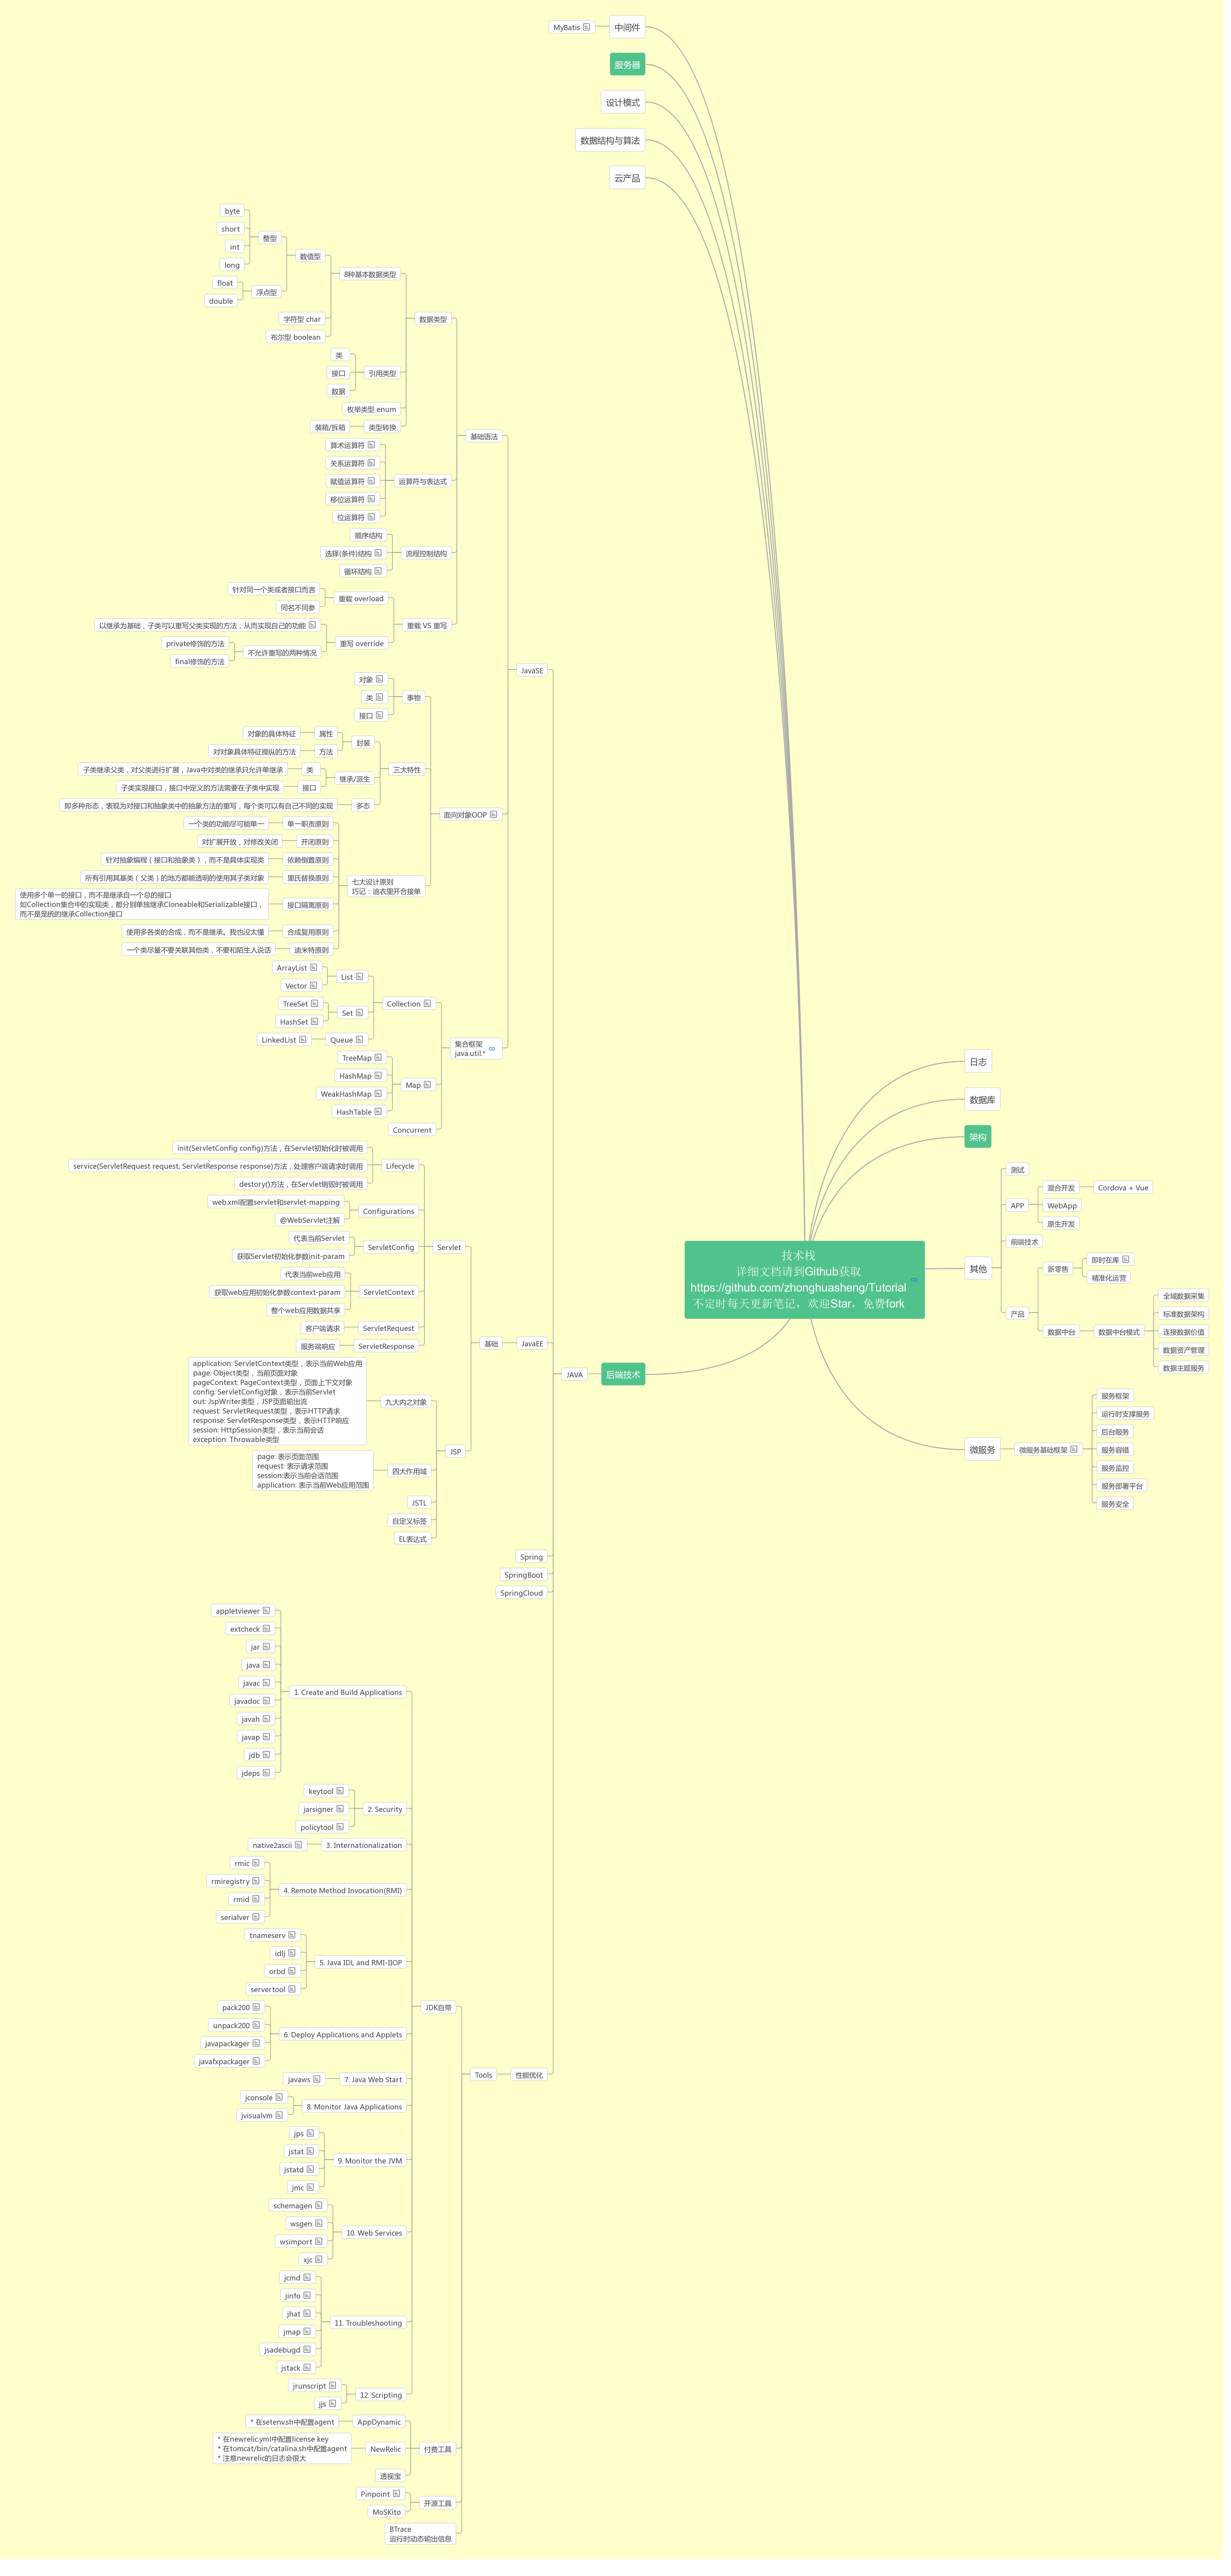 技术栈
详细文档请到Github获取
https://github.com/zhonghuasheng/Tutorial
不定时每天更新笔记，欢迎Star，免费fork
日志
数据库
架构
其他
测试
APP
混合开发
Cordova + Vue
WebApp
原生开发
前端技术
产品
新零售
即时在库
精准化运营
数据中台
数据中台模式
全域数据采集
标准数据架构
连接数据价值
数据资产管理
数据主题服务
微服务
微服务基础框架
服务框架
运行时支撑服务
后台服务
服务容错
服务监控
服务部署平台
服务安全
中间件
MyBatis
服务器
设计模式
数据结构与算法
云产品
后端技术
JAVA
JavaSE
基础语法
数据类型
8种基本数据类型
数值型
整型
byte
short
int
long
浮点型
float
double
字符型 char
布尔型 boolean
引用类型
类
接口
数据
枚举类型 enum
类型转换
装箱/拆箱
运算符与表达式
算术运算符
关系运算符
赋值运算符
移位运算符
位运算符
流程控制结构
顺序结构
选择(条件)结构
循环结构
重载 VS 重写
重载 overload
针对同一个类或者接口而言
同名不同参
重写 override
以继承为基础，子类可以重写父类实现的方法，从而实现自己的功能
不允许重写的两种情况
private修饰的方法
final修饰的方法
面向对象OOP
事物
对象
类
接口
三大特性
封装
属性
对象的具体特征
方法
对对象具体特征操纵的方法
继承/派生
类
子类继承父类，对父类进行扩展，Java中对类的继承只允许单继承
接口
子类实现接口，接口中定义的方法需要在子类中实现
多态
即多种形态，表现为对接口和抽象类中的抽象方法的重写，每个类可以有自己不同的实现
七大设计原则
巧记：迪衣里开合接单
单一职责原则
一个类的功能尽可能单一
开闭原则
对扩展开放，对修改关闭
依赖倒置原则
针对抽象编程（接口和抽象类），而不是具体实现类
里氏替换原则
所有引用其基类（父类）的地方都能透明的使用其子类对象
接口隔离原则
使用多个单一的接口，而不是继承自一个总的接口
如Collection集合中的实现类，都分别单独继承Cloneable和Serializable接口，
而不是笼统的继承Collection接口
合成复用原则
使用多各类的合成，而不是继承。我也没太懂
迪米特原则
一个类尽量不要关联其他类，不要和陌生人说话
集合框架
java.util.*
Collection
List
ArrayList
Vector
Set
TreeSet
HashSet
Queue
LinkedList
Map
TreeMap
HashMap
WeakHashMap
HashTable
Concurrent
JavaEE
基础
Servlet
Lifecycle
init(ServletConfig config)方法，在Servlet初始化时被调用
service(ServletRequest request, ServletResponse response)方法，处理客户端请求时调用
destory()方法，在Servlet销毁时被调用
Configurations
web.xml配置servlet和servlet-mapping
@WebServlet注解
ServletConfig
代表当前Servlet
获取Servlet初始化参数init-param
ServletContext
代表当前web应用
获取web应用初始化参数context-param
整个web应用数据共享
ServletRequest
客户端请求
ServletResponse
服务端响应
JSP
九大内之对象
application: ServletContext类型，表示当前Web应用
page: Object类型，当前页面对象
pageContext: PageContext类型，页面上下文对象
config: ServletConfig对象，表示当前Servlet
out: JspWriter类型，JSP页面输出流
request: ServletRequest类型，表示HTTP请求
response: ServletResponse类型，表示HTTP响应
session: HttpSession类型，表示当前会话
exception: Throwable类型
四大作用域
page: 表示页面范围
request: 表示请求范围
session:表示当前会话范围
application: 表示当前Web应用范围
JSTL
自定义标签
EL表达式
Spring
SpringBoot
SpringCloud
性能优化
Tools
JDK自带
1. Create and Build Applications
appletviewer
extcheck
jar
java
javac
javadoc
javah
javap
jdb
jdeps
2. Security
keytool
jarsigner
policytool
3. Internationalization
native2ascii
4. Remote Method Invocation(RMI)
rmic
rmiregistry
rmid
serialver
5. Java IDL and RMI-IIOP
tnameserv
idlj
orbd
servertool
6. Deploy Applications and Applets
pack200
unpack200
javapackager
javafxpackager
7. Java Web Start
javaws
8. Monitor Java Applications
jconsole
jvisualvm
9. Monitor the JVM
jps
jstat
jstatd
jmc
10. Web Services
schemagen
wsgen
wsimport
xjc
11. Troubleshooting
jcmd
jinfo
jhat
jmap
jsadebugd
jstack
12. Scripting
jrunscript
jjs
付费工具
AppDynamic
* 在setenv.sh中配置agent
NewRelic
* 在newrelic.yml中配置license key
* 在tomcat/bin/catalina.sh中配置agent
* 注意newrelic的日志会很大
透视宝
开源工具
Pinpoint
MoSKito
BTrace
运行时动态输出信息